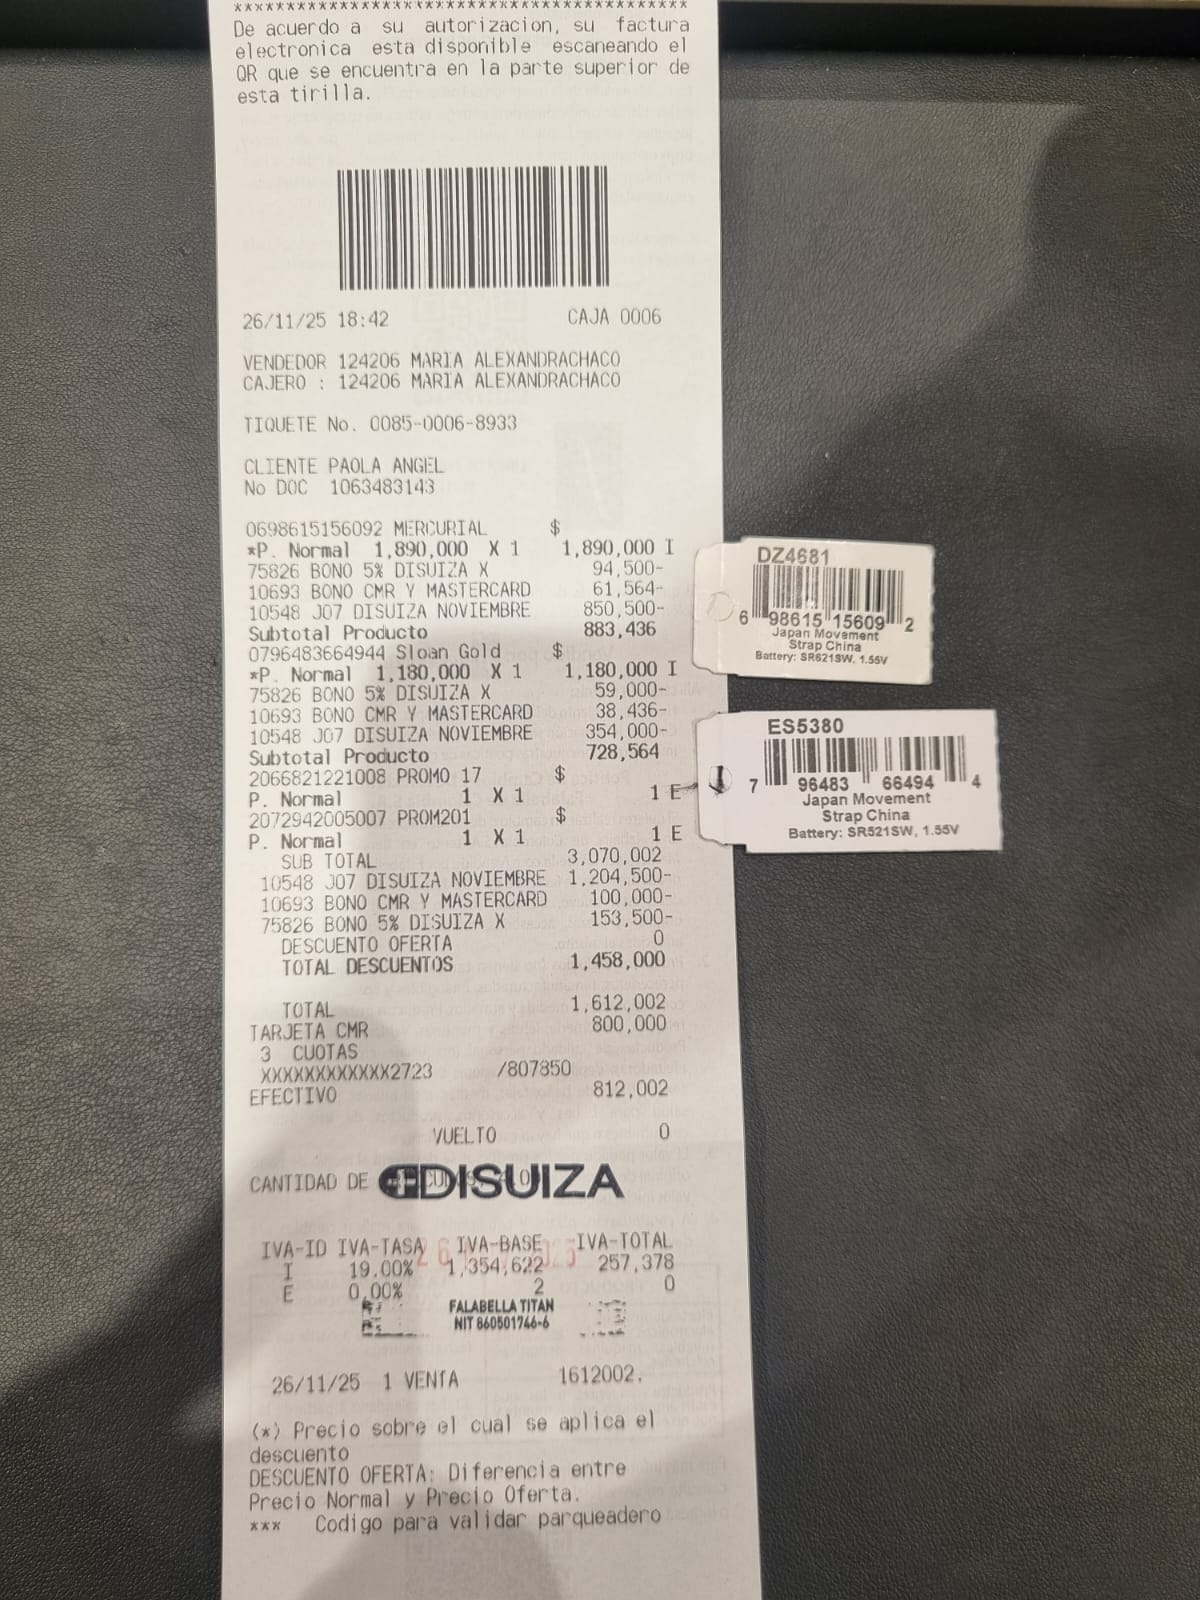 ****************************************
De acuerdo a su autorizacion, su factura
electronica esta disponible escaneando el
QR que se encuentra en la parte superior de
esta tirilla.
26/11/25 18:42 CAJA 0006
VENDEDOR 124206 MARIA ALEXANDRACHACO
CAJERO : 124206 MARIA ALEXANDRACHACO
TIQUETE No. 0085-0006-8933
CLIENTE PAOLA ANGEL
No DOC 1063483143
0698615156092 MERCURIAL $
*P. Normal 1,890,000 X 1 1,890,000 I
75826 BONO 5% DISUIZA X 94,500-
10693 BONO CMR Y MASTERCARD 61,564-
10548 J07 DISUIZA NOVIEMBRE 850,500-
Subtotal Producto 883,436
0796483664944 Sloan Gold $
*P. Normal 1,180,000 X 1 1,180,000 I
75826 BONO 5% DISUIZA X 59,000-
10693 BONO CMR Y MASTERCARD 38,436-
10548 J07 DISUIZA NOVIEMBRE 354,000-
Subtotal Producto 728,564
2066821221008 PROMO 17 $
P. Normal 1 X 1 1 E
2072942005007 PROM201 $
P. Normal 1 X 1 1 E
SUB TOTAL 3,070,002
10548 J07 DISUIZA NOVIEMBRE 1,204,500-
10693 BONO CMR Y MASTERCARD 100,000-
75826 BONO 5% DISUIZA X 153,500-
DESCUENTO OFERTA 0
TOTAL DESCUENTOS 1,458,000
TOTAL 1,612,002
TARJETA CMR 800,000
3 CUOTAS
XXXXXXXXXXXX2723 /807850
EFECTIVO 812,002
VUELTO 0
CANTIDAD DE
DISUIZA
IVA-ID IVA-TASA IVA-BASE IVA-TOTAL
I 19.00% 1,354,622 257,378
E 0,00% 2 0
FALABELLA TITAN
NIT 860501746-6
26/11/25 1 VENTA 1612002.
(*) Precio sobre el cual se aplica el
descuento
DESCUENTO OFERTA: Diferencia entre
Precio Normal y Precio Oferta.
*** Codigo para validar parqueadero
DZ4681
6 98615 15609 2
Japan Movement
Strap China
Battery: SR621SW, 1.55V
ES5380
7 96483 66494 4
Japan Movement
Strap China
Battery: SR521SW, 1.55V